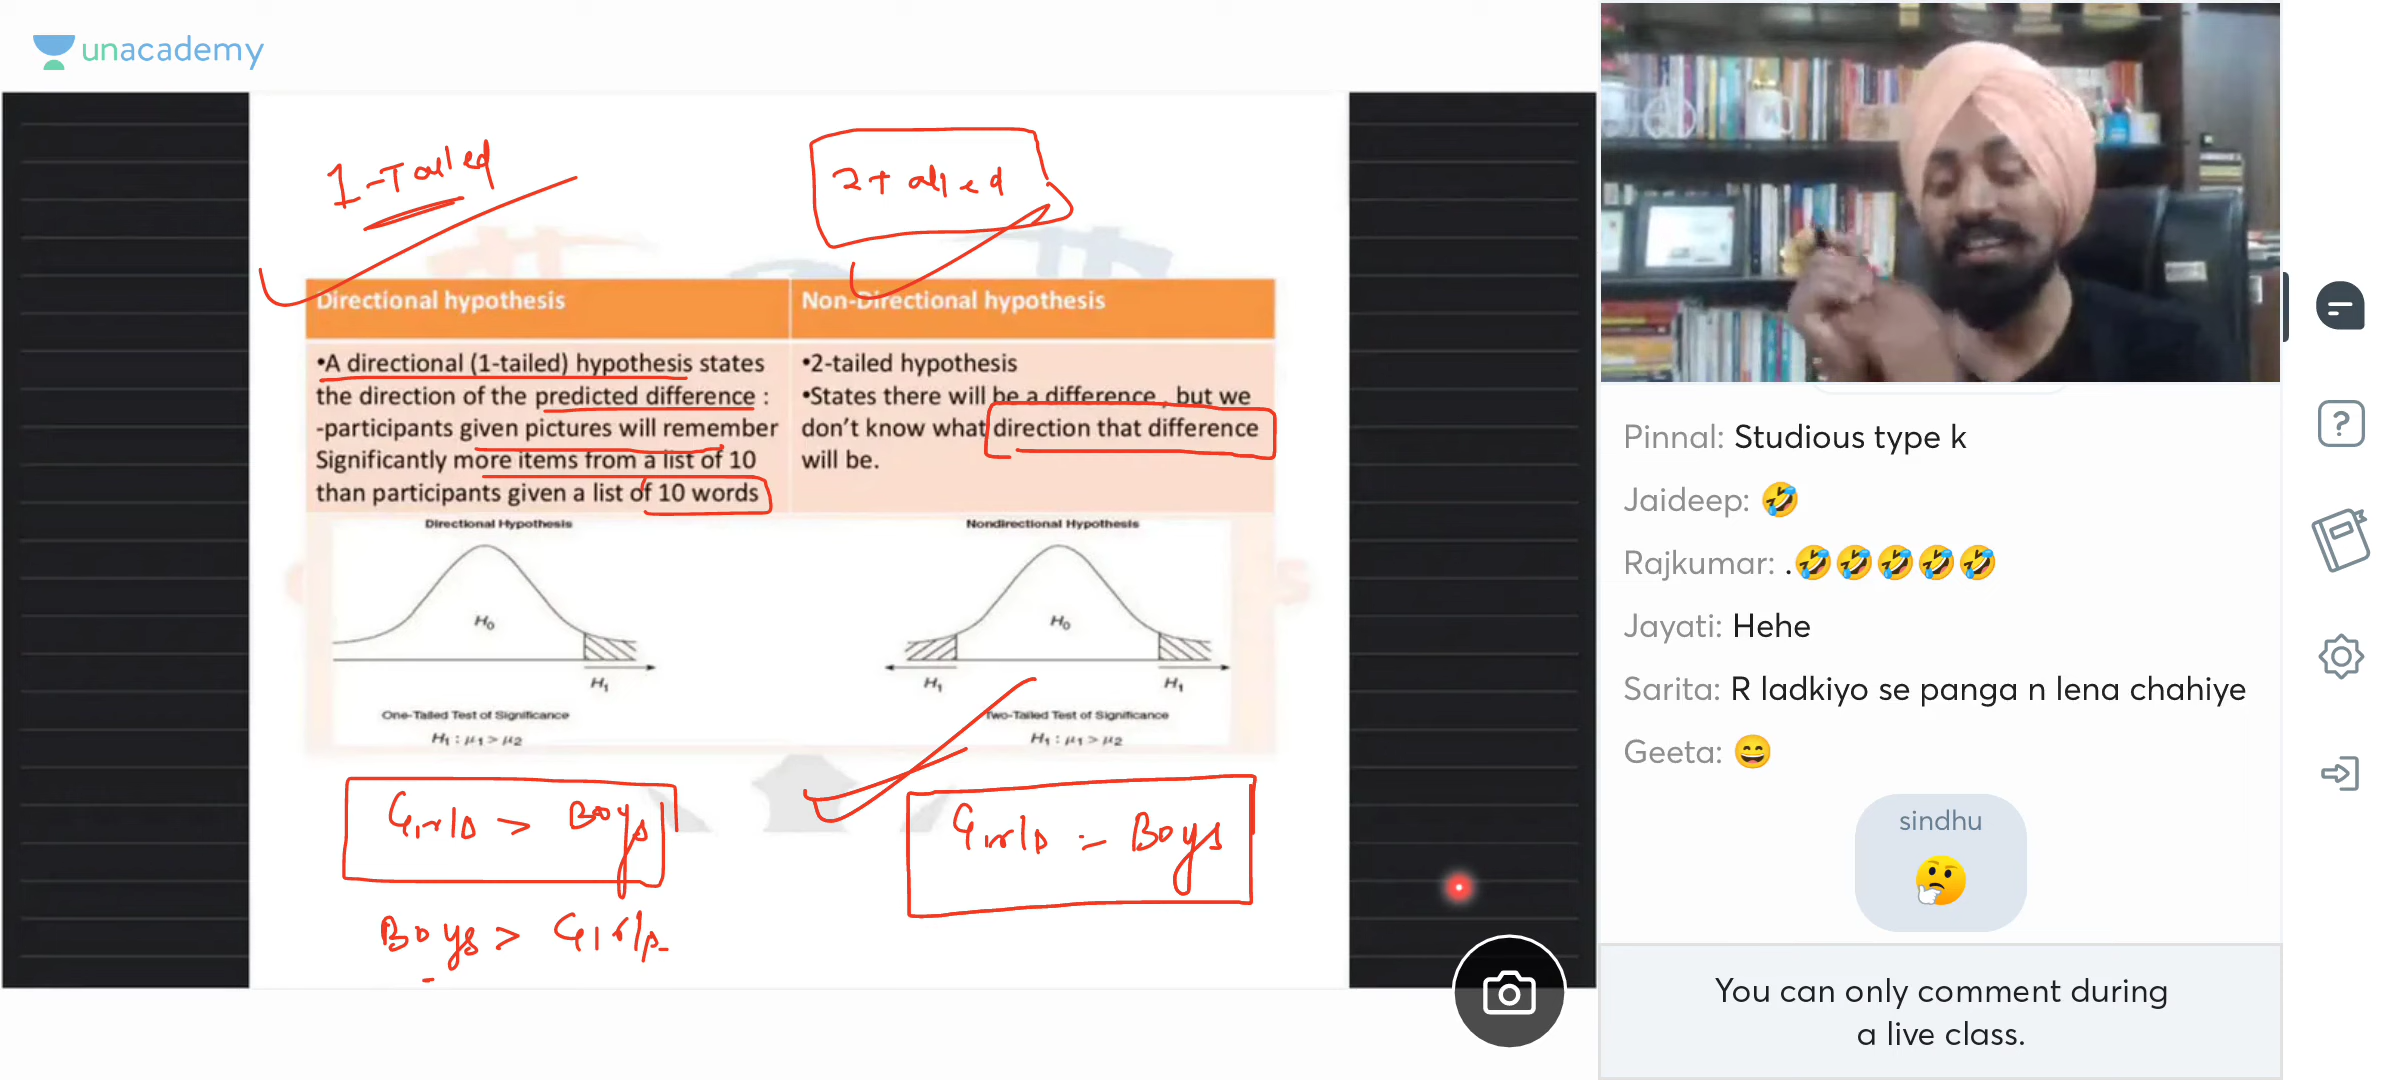 unacademy
1-Tailed
2 tailed
Directional hypothesis
Non-Directional hypothesis
•A directional (1-tailed) hypothesis states
the direction of the predicted difference :
-participants given pictures will remember
Significantly more items from a list of 10
than participants given a list of 10 words
•2-tailed hypothesis
•States there will be a difference , but we
don't know what direction that difference
will be.
Directional Hypothesis
H₀
H₁
One-Tailed Test of Significance
H₁ : μ₁ > μ₂
Nondirectional Hypothesis
H₀
H₁
H₁
Two-Tailed Test of Significance
H₁ : μ₁ > μ₂
Girls > Boys
Girls = Boys
Boys > Girls
Pinnal: Studious type k
Jaideep: 🤣
Rajkumar: .🤣🤣🤣🤣🤣
Jayati: Hehe
Sarita: R ladkiyo se panga n lena chahiye
Geeta: 😄
sindhu
🤔
You can only comment during
a live class.